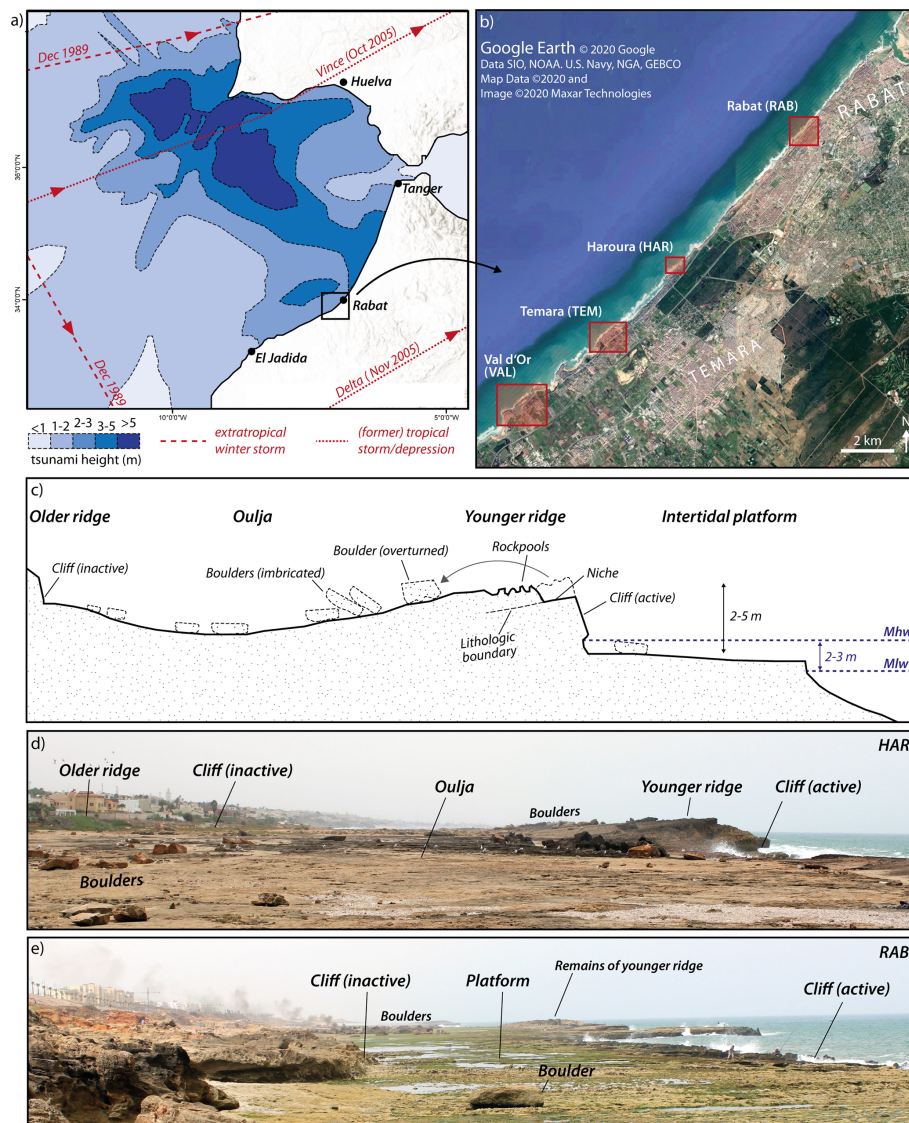 a)
Dec 1989
Vince (Oct 2005)
Huelva
36°0'0"N
Tanger
34°0'0"N
Rabat
El Jadida
Dec 1989
Delta (Nov 2005)
10°0'0"W
5°0'0"W
<1 1-2 2-3 3-5 >5
tsunami height (m)
extratropical
winter storm
(former) tropical
storm/depression
b)
Google Earth © 2020 Google
Data SIO, NOAA. U.S. Navy, NGA, GEBCO
Map Data ©2020 and
Image ©2020 Maxar Technologies
Rabat (RAB)
RABAT
Haroura (HAR)
Temara (TEM)
TEMARA
Val d'Or
(VAL)
N
2 km
c)
Older ridge
Oulja
Younger ridge
Intertidal platform
Cliff (inactive)
Boulders (imbricated)
Boulder (overturned)
Rockpools
Niche
Cliff (active)
Lithologic
boundary
2-5 m
Mhw
2-3 m
Mlw
d)
HAR
Older ridge
Cliff (inactive)
Oulja
Boulders
Younger ridge
Cliff (active)
Boulders
e)
RAB
Cliff (inactive)
Boulders
Platform
Remains of younger ridge
Cliff (active)
Boulder